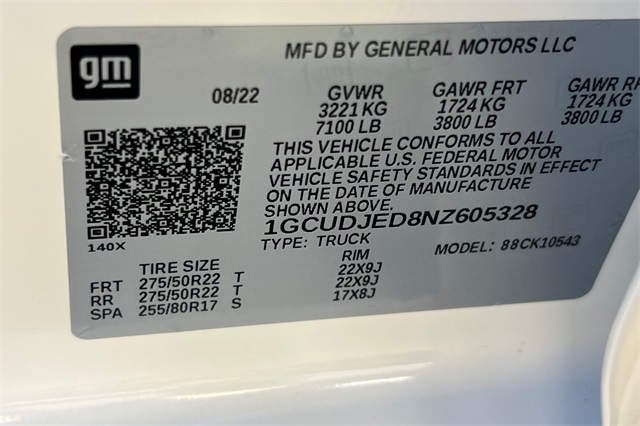 gm
MFD BY GENERAL MOTORS LLC
08/22 GVWR GAWR FRT GAWR RR
3221 KG 1724 KG 1724 KG
7100 LB 3800 LB 3800 LB
THIS VEHICLE CONFORMS TO ALL
APPLICABLE U.S. FEDERAL MOTOR
VEHICLE SAFETY STANDARDS IN EFFECT
ON THE DATE OF MANUFACTURE
SHOWN ABOVE.
1GCUDJED8NZ605328
140X
TYPE: TRUCK MODEL: 88CK10543
TIRE SIZE RIM
FRT 275/50R22 T 22X9J
RR 275/50R22 T 22X9J
SPA 255/80R17 S 17X8J